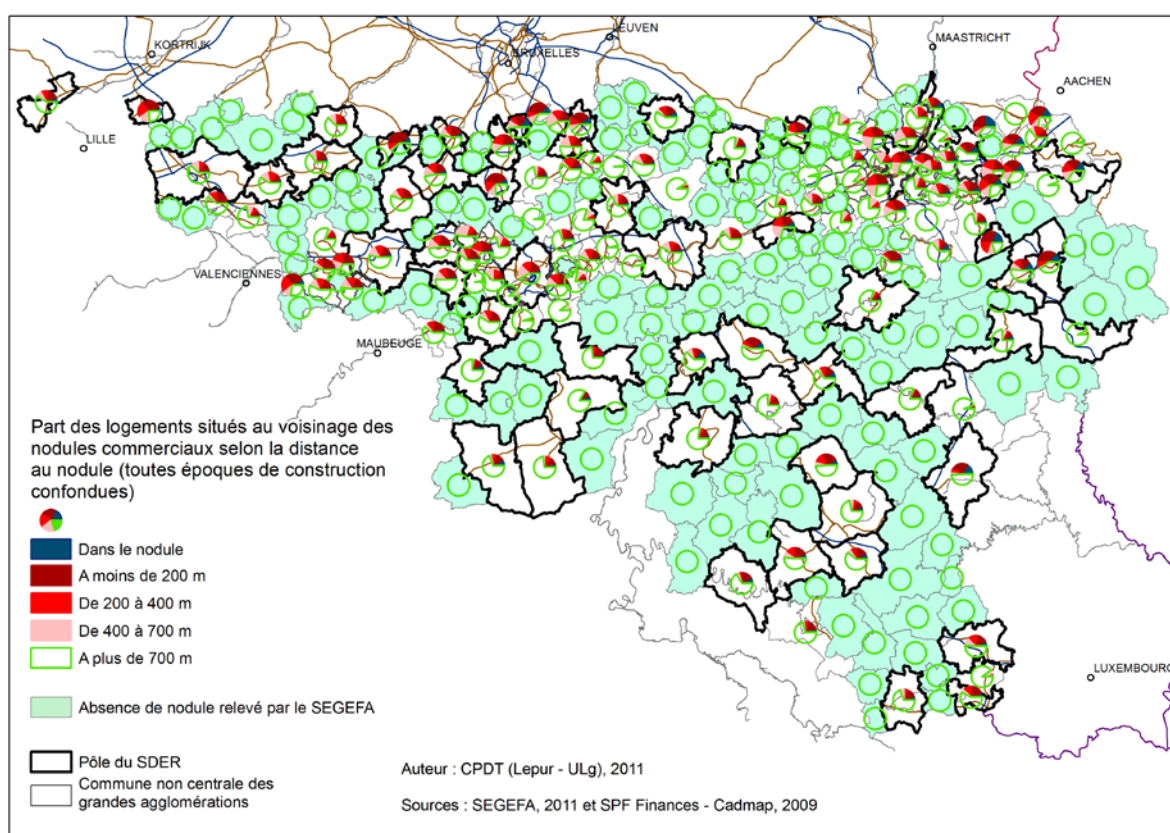 KORTRIJK
LEUVEN
BRUXELLES
MAASTRICHT
AACHEN
LILLE
VALENCIENNES
MAUBEUGE
LUXEMBOURG
Part des logements situés au voisinage des
nodules commerciaux selon la distance
au nodule (toutes époques de construction
confondues)
Dans le nodule
A moins de 200 m
De 200 à 400 m
De 400 à 700 m
A plus de 700 m
Absence de nodule relevé par le SEGEFA
Pôle du SDER
Commune non centrale des
grandes agglomérations
Auteur : CPDT (Lepur - ULg), 2011
Sources : SEGEFA, 2011 et SPF Finances - Cadmap, 2009